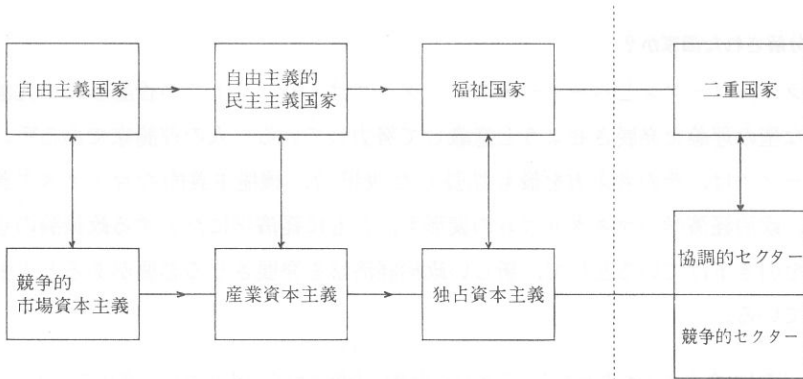 自由主義国家
自由主義的
民主主義国家
福祉国家
二重国家
競争的
市場資本主義
産業資本主義
独占資本主義
協調的セクター
競争的セクター